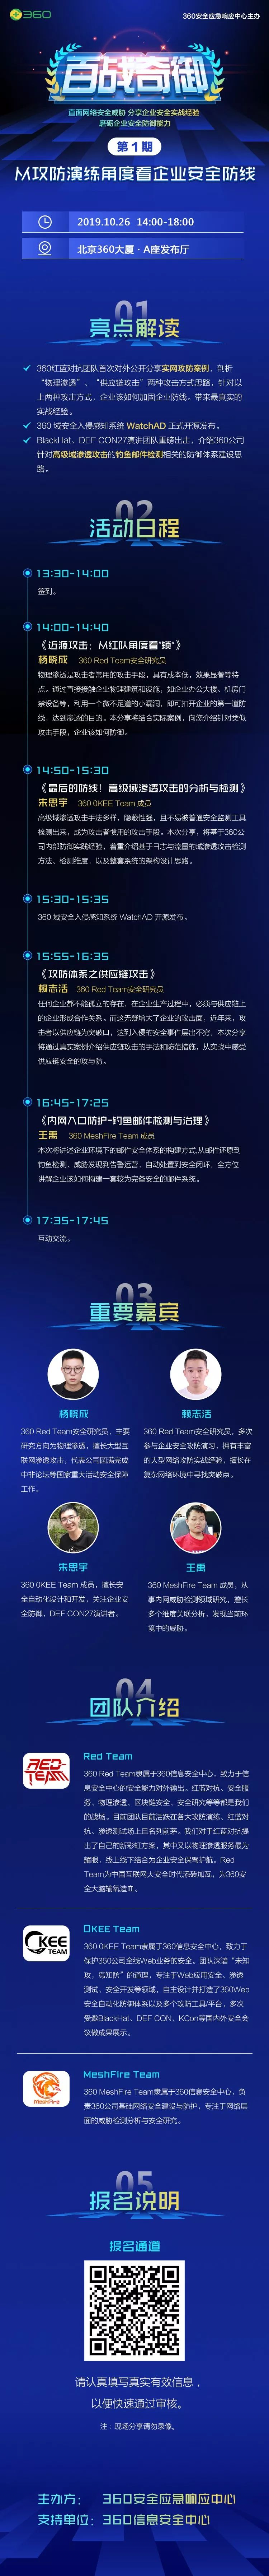 360
360安全应急响应中心主办
百战奇御
直面网络安全威胁 分享企业安全实战经验
磨砺企业安全防御能力
第1期
从攻防演练角度看企业安全防线
2019.10.26 14:00-18:00
北京360大厦·A座发布厅
01
亮点解读
360红蓝对抗团队首次对外公开分享实网攻防案例，剖析
“物理渗透”、“供应链攻击”两种攻击方式思路，针对以
上两种攻击方式，企业该如何加固企业防线。带来最真实的
实战经验。
360 域安全入侵感知系统 WatchAD 正式开源发布。
BlackHat、DEF CON27演讲团队重磅出击，介绍360公司
针对高级域渗透攻击的钓鱼邮件检测相关的防御体系建设思
路。
02
活动日程
13:30-14:00
签到。
14:00-14:40
《近源攻击：从红队角度看"锁"》
杨晓成 360 Red Team安全研究员
物理渗透是攻击者常用的攻击手段，具有成本低，效果显著等特
点。通过直接接触企业物理建筑和设施，如企业办公大楼、机房门
禁设备等，利用一个微不足道的小漏洞，即可扣开企业的第一道防
线，达到渗透的目的。本分享将结合实际案例，向您介绍针对类似
攻击手段，企业该如何防御。
14:50-15:30
《最后的防线！高级域渗透攻击的分析与检测》
朱思宇 360 0KEE Team 成员
高级域渗透攻击手法多样，隐蔽性强，且不易被普通安全监测工具
检测出来，成为攻击者惯用的攻击手段。本次分享，将基于360公
司内部防御实践经验，着重介绍基于日志与流量的域渗透攻击检测
方法、检测维度，以及整套系统的架构设计思路。
15:30-15:35
360 域安全入侵感知系统 WatchAD 开源发布。
15:55-16:35
《攻防体系之供应链攻击》
赖志活 360 Red Team安全研究员
任何企业都不能孤立的存在，在企业生产过程中，必须与供应链上
的企业形成合作关系。而这无疑增大了企业的攻击面，近年来，攻
击者以供应链为突破口，达到入侵的安全事件层出不穷，本次分享
将通过真实案例介绍供应链攻击的手法和防范措施，从实战中感受
供应链安全的攻与防。
16:45-17:25
《内网入口防护-钓鱼邮件检测与治理》
王禹 360 MeshFire Team 成员
本次将讲述企业环境下的邮件安全体系的构建方式,从邮件还原到
钓鱼检测、威胁发现到告警运营、自动处置到安全闭环，全方位
讲解企业该如何构建一套较为完备安全的邮件系统。
17:35-17:45
互动交流。
03
重要嘉宾
杨晓成
360 Red Team安全研究员，主要
研究方向为物理渗透，擅长大型互
联网渗透攻击，代表公司圆满完成
中非论坛等国家重大活动安全保障
工作。
赖志活
360 Red Team安全研究员，多次
参与企业安全攻防演习，拥有丰富
的大型网络攻防实战经验，擅长在
复杂网络环境中寻找突破点。
朱思宇
360 0KEE Team 成员，擅长安
全自动化设计和开发，关注企业安
全防御，DEF CON27演讲者。
王禹
360 MeshFire Team 成员，从
事内网威胁检测领域研究，擅长
多个维度关联分析，发现当前环
境中的威胁。
04
团队介绍
RED-
TEAM
Red Team
360 Red Team隶属于360信息安全中心，致力于信
息安全中心的安全能力对外输出。红蓝对抗、安全服
务、物理渗透、区块链安全、安全研究等等都是我们
的战场。目前团队目前活跃在各大攻防演练、红蓝对
抗、渗透测试场上且名列前茅。我们对于红蓝对抗提
出了自己的新彩虹方案，其中又以物理渗透服务最为
耀眼，线上线下结合为企业安全保驾护航。Red
Team为中国互联网大安全时代添砖加瓦，为360安
全大脑输氧造血。
0KEE
TEAM
0KEE Team
360 0KEE Team隶属于360信息安全中心，致力于
保护360公司全线Web业务的安全。团队深谙“未知
攻，焉知防”的道理，专注于Web应用安全、渗透
测试、安全开发等领域，自主设计并打造了360Web
安全自动化防御体系以及多个攻防工具/平台，多次
受邀BlackHat、DEF CON、KCon等国内外安全会
议做成果展示。
MeshFire
MeshFire Team
360 MeshFire Team隶属于360信息安全中心，负
责360公司基础网络安全建设与防护，专注于网络层
面的威胁检测分析与安全研究。
05
报名说明
报名通道
请认真填写真实有效信息，
以便快速通过审核。
注：现场分享请勿录像。
主办方： 360安全应急响应中心
支持单位：360信息安全中心